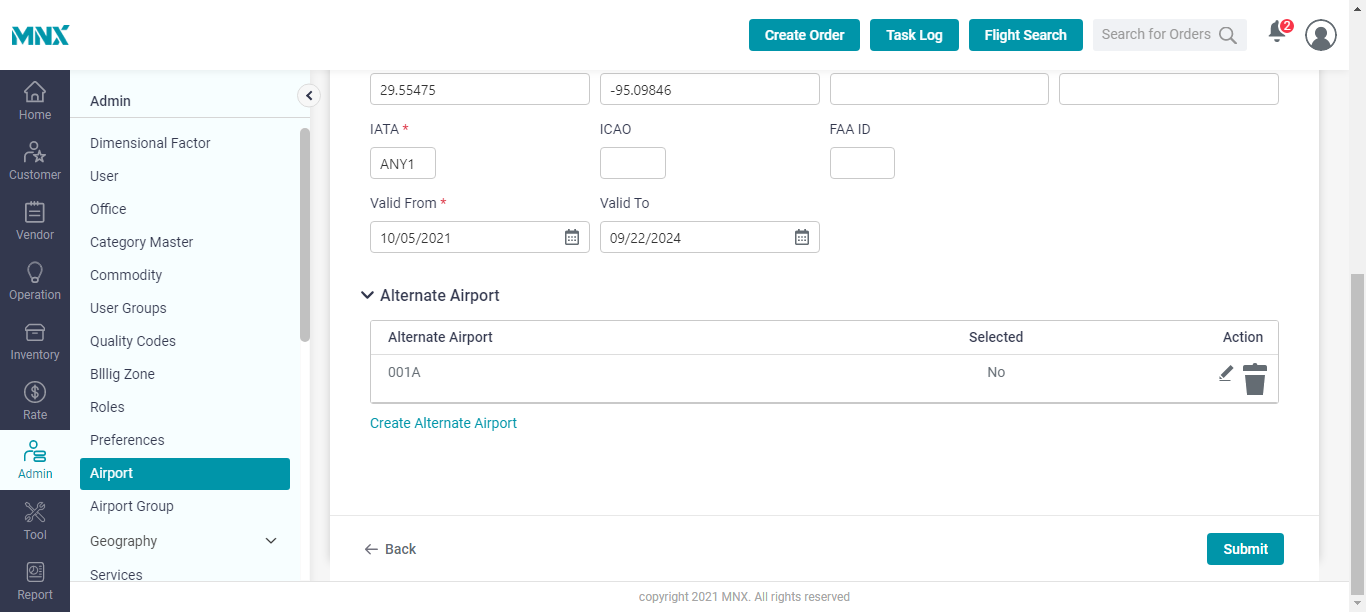 MNX
Create Order
Task Log
Flight Search
Search for Orders
2
Home
Customer
Vendor
Operation
Inventory
Rate
Admin
Tool
Report
Admin
Dimensional Factor
User
Office
Category Master
Commodity
User Groups
Quality Codes
Blllig Zone
Roles
Preferences
Airport
Airport Group
Geography
Services
29.55475
-95.09846
IATA *
ICAO
FAA ID
ANY1
Valid From *
Valid To
10/05/2021
09/22/2024
Alternate Airport
Alternate Airport
Selected
Action
001A
No
Create Alternate Airport
Back
Submit
copyright 2021 MNX. All rights reserved